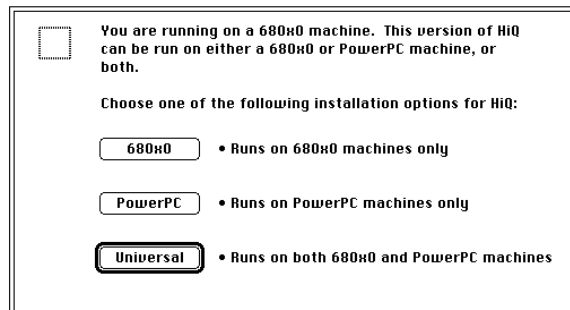 You are running on a 680x0 machine. This version of HiQ
can be run on either a 680x0 or PowerPC machine, or
both.
Choose one of the following installation options for HiQ:
680x0 • Runs on 680x0 machines only
PowerPC • Runs on PowerPC machines only
Universal • Runs on both 680x0 and PowerPC machines